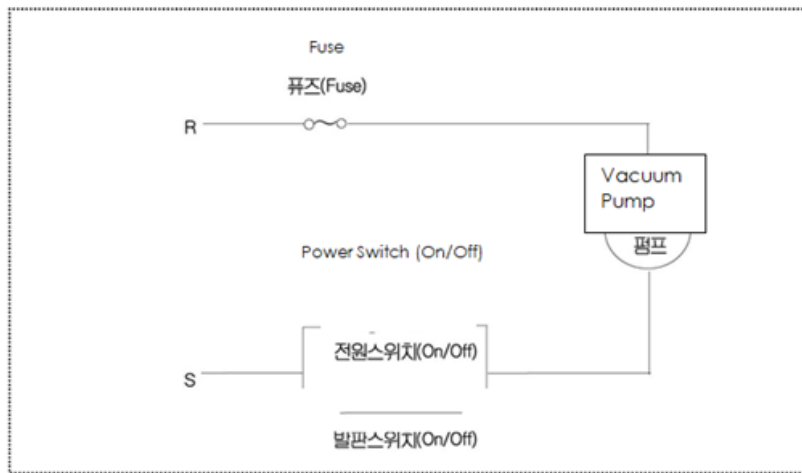 Fuse
퓨즈(Fuse)
R
Vacuum
Pump
펌프
Power Switch (On/Off)
전원스위치(On/Off)
S
발판스위치(On/Off)